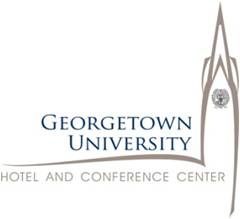 GEORGETOWN
UNIVERSITY
HOTEL AND CONFERENCE CENTER